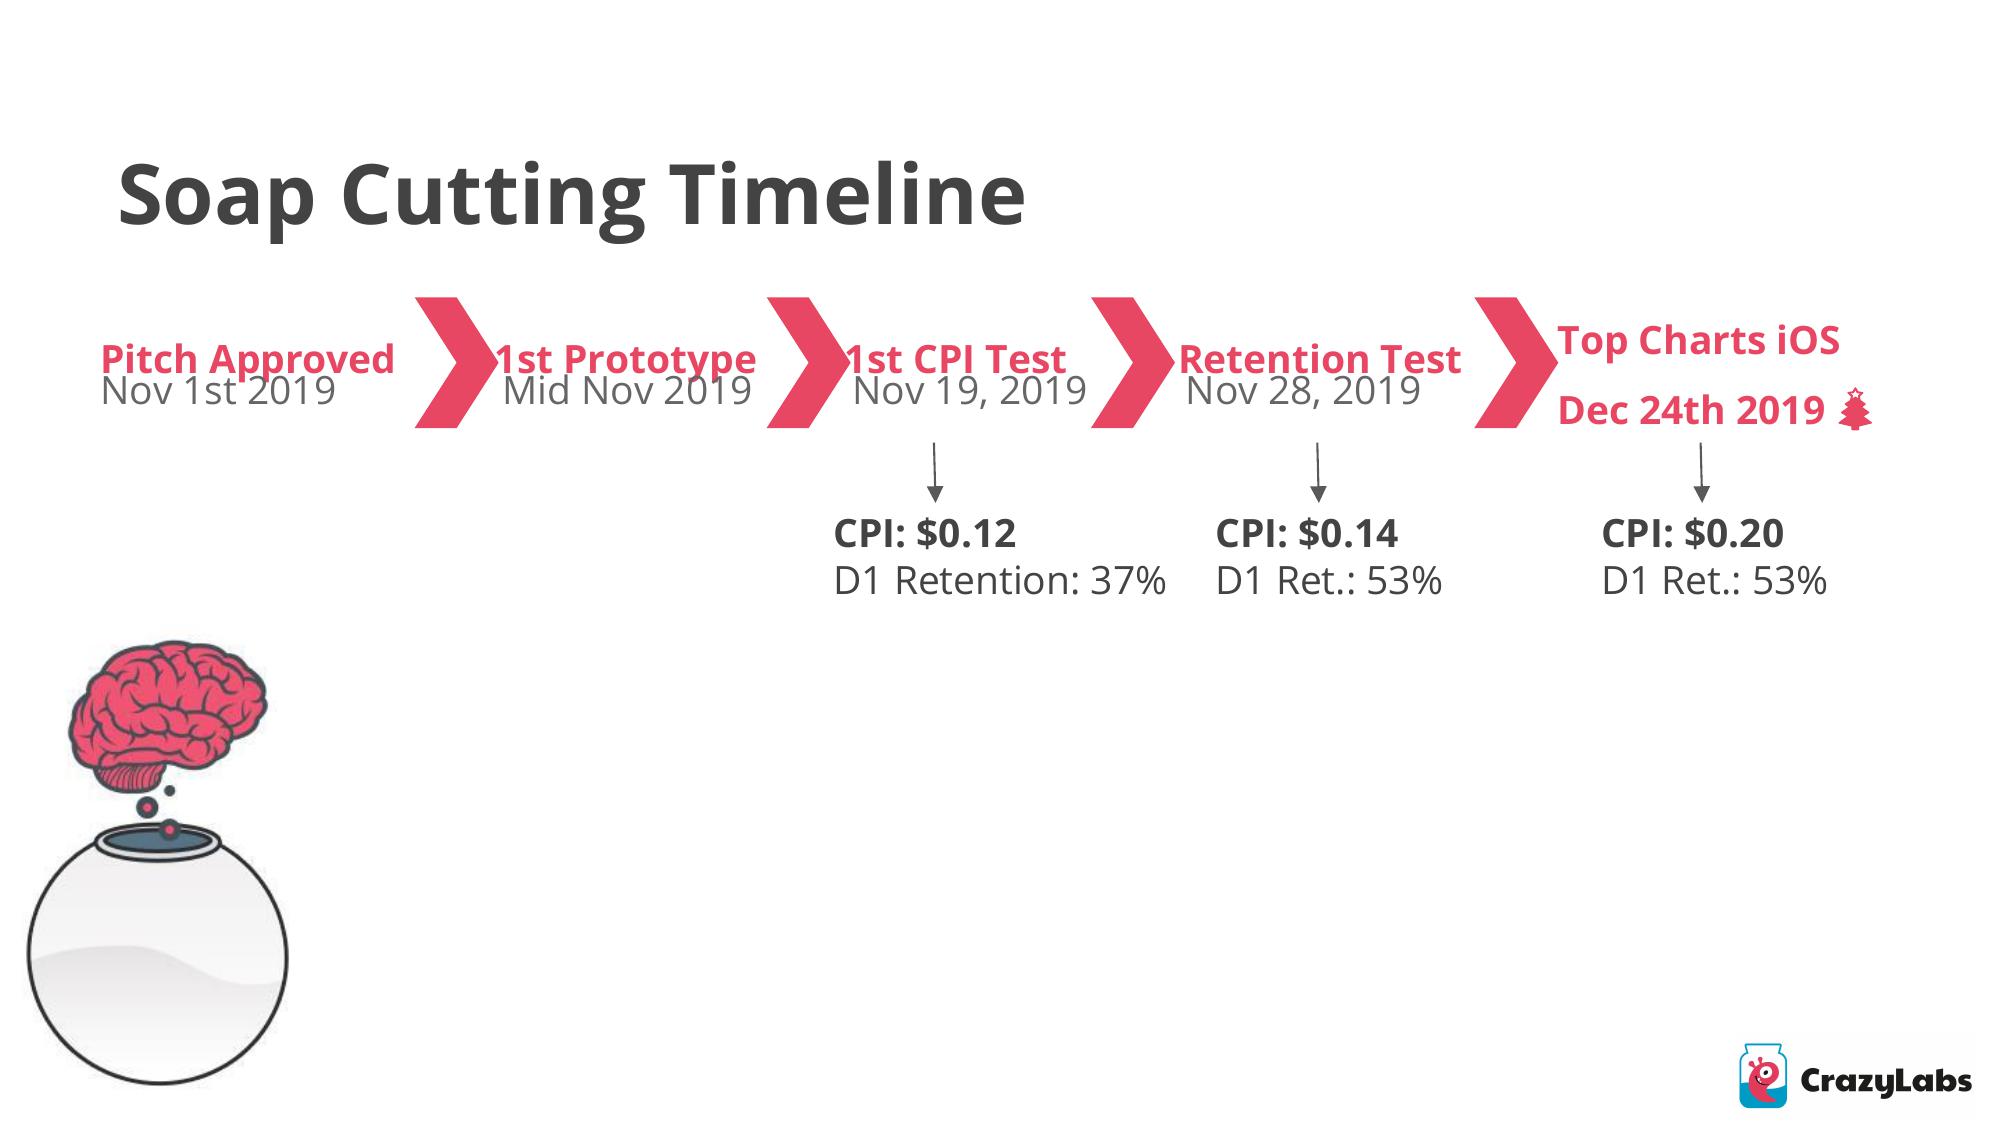 Soap Cutting Timeline
Pitch Approved
Nov 1st 2019
1st Prototype
Mid Nov 2019
1st CPI Test
Nov 19, 2019
Retention Test
Nov 28, 2019
Top Charts iOS
Dec 24th 2019
CPI: $0.12
D1 Retention: 37%
CPI: $0.14
D1 Ret.: 53%
CPI: $0.20
D1 Ret.: 53%
CrazyLabs